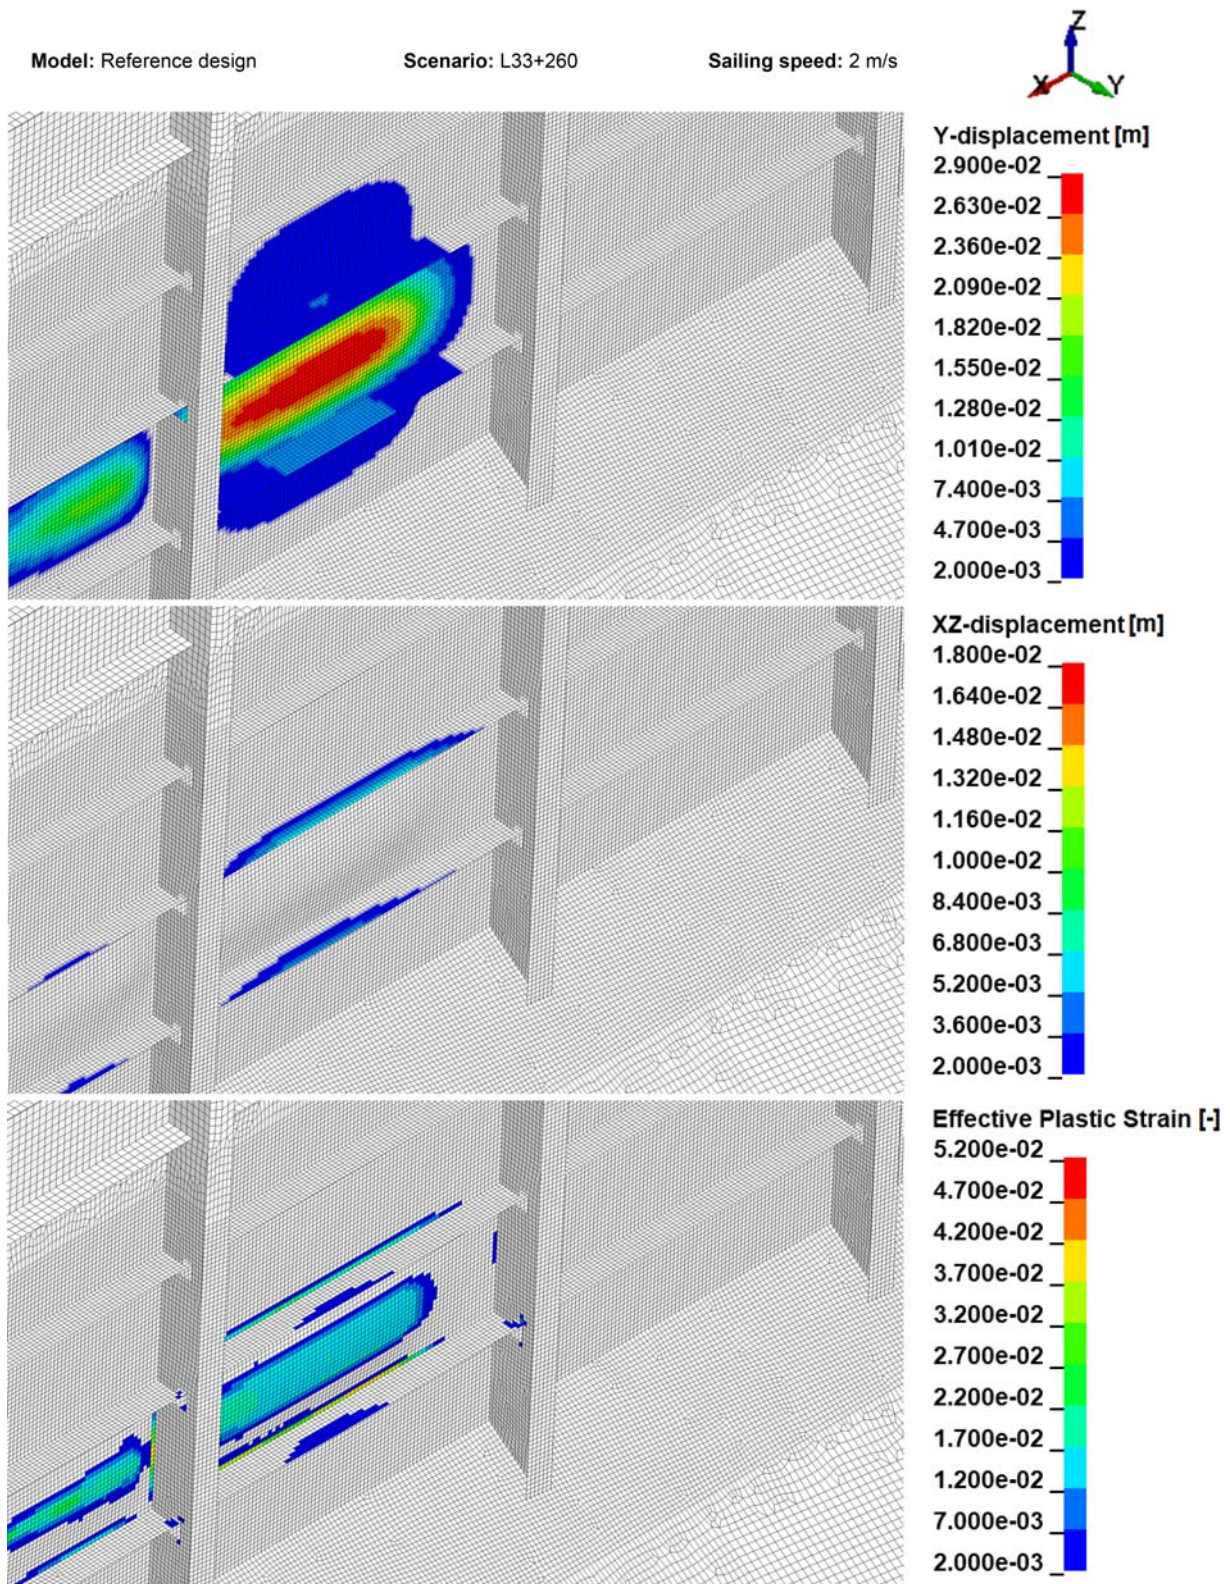 Z
Model: Reference design Scenario: L33+260 Sailing speed: 2 m/s
X Y
Y-displacement [m]
2.900e-02
2.630e-02
2.360e-02
2.090e-02
1.820e-02
1.550e-02
1.280e-02
1.010e-02
7.400e-03
4.700e-03
2.000e-03
XZ-displacement [m]
1.800e-02
1.640e-02
1.480e-02
1.320e-02
1.160e-02
1.000e-02
8.400e-03
6.800e-03
5.200e-03
3.600e-03
2.000e-03
Effective Plastic Strain [-]
5.200e-02
4.700e-02
4.200e-02
3.700e-02
3.200e-02
2.700e-02
2.200e-02
1.700e-02
1.200e-02
7.000e-03
2.000e-03